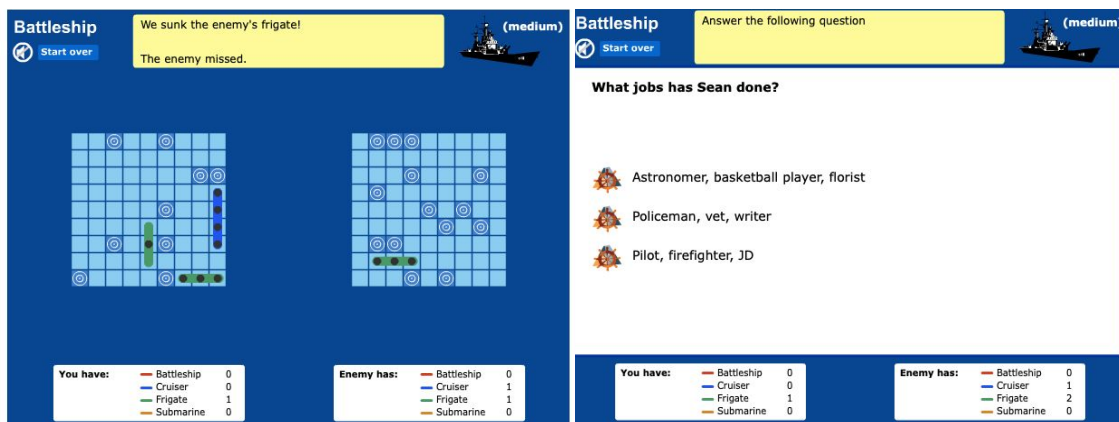 Battleship
Start over
We sunk the enemy's frigate!
The enemy missed.
(medium)
You have:
Battleship 0
Cruiser 0
Frigate 1
Submarine 0
Enemy has:
Battleship 0
Cruiser 1
Frigate 1
Submarine 0
Battleship
Start over
Answer the following question
(medium)
What jobs has Sean done?
Astronomer, basketball player, florist
Policeman, vet, writer
Pilot, firefighter, JD
You have:
Battleship 0
Cruiser 0
Frigate 1
Submarine 0
Enemy has:
Battleship 0
Cruiser 1
Frigate 2
Submarine 0